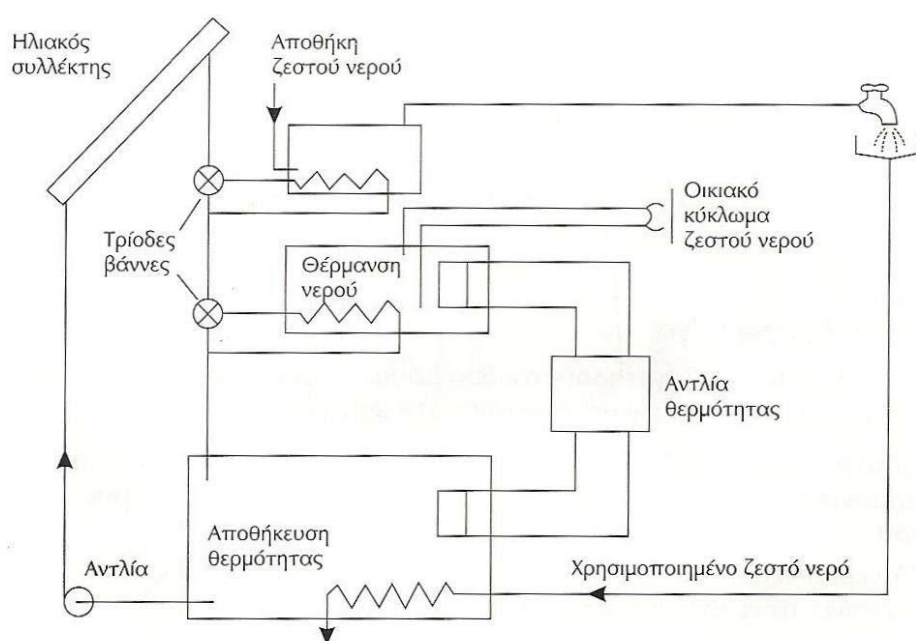 Ηλιακός
συλλέκτης
Αποθήκη
ζεστού νερού
Οικιακό
κύκλωμα
ζεστού νερού
Τρίοδες
βάννες
Θέρμανση
νερού
Αντλία
θερμότητας
Αποθήκευση
θερμότητας
Αντλία
Χρησιμοποιημένο ζεστό νερό